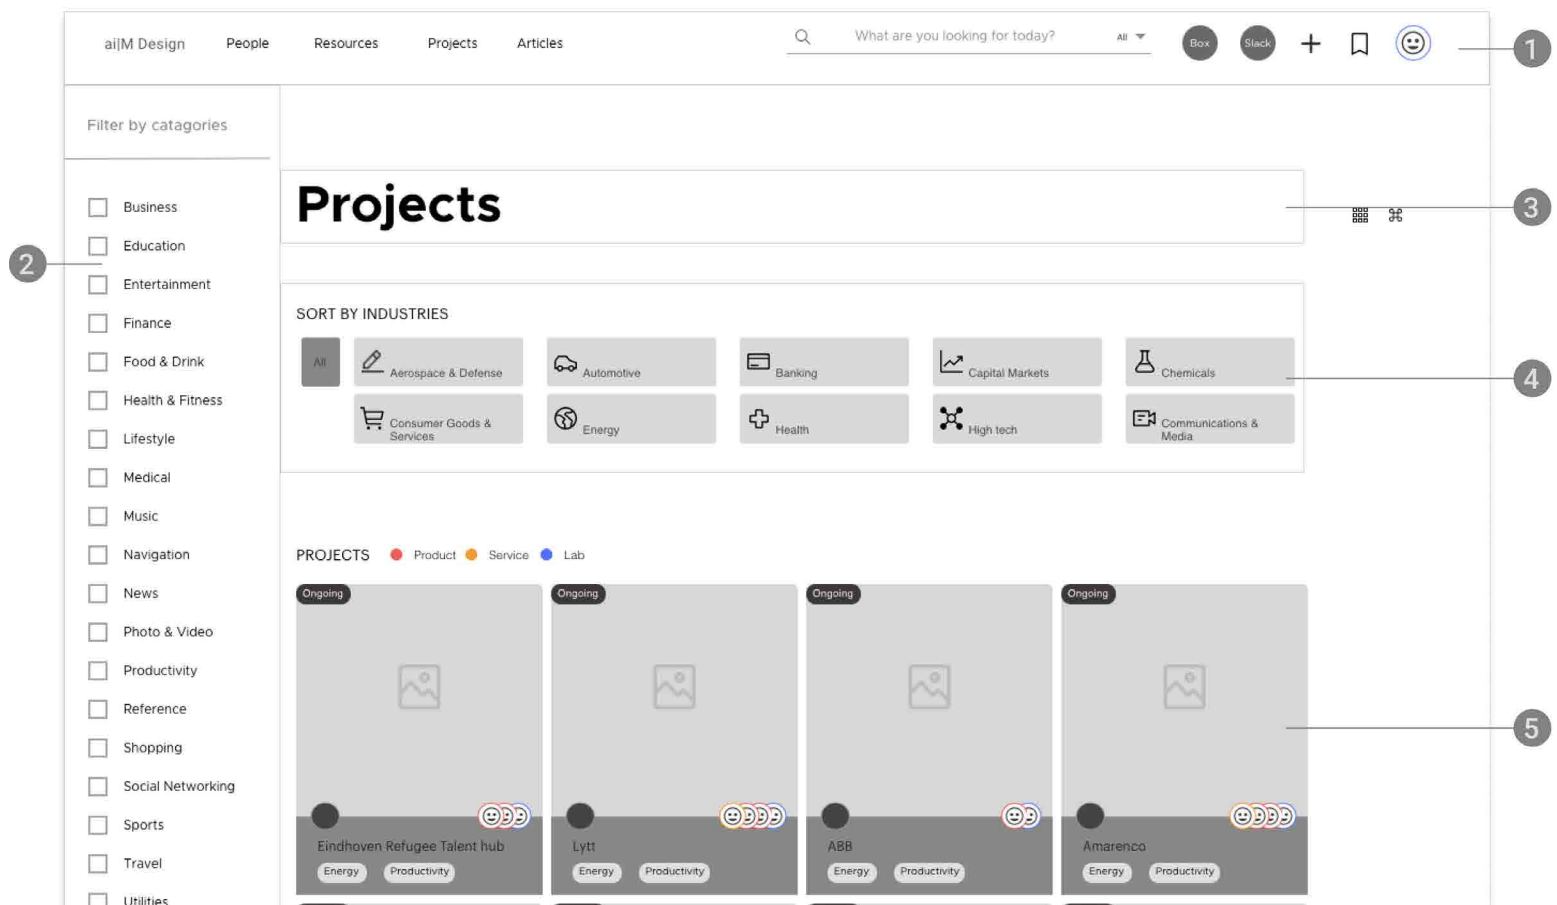 ai|M Design People Resources Projects Articles What are you looking for today? All Box Slack
1
Filter by catagories
Projects
3
Business
Education
2
Entertainment
Finance
Food & Drink
Health & Fitness
Lifestyle
Medical
Music
Navigation
News
Photo & Video
Productivity
Reference
Shopping
Social Networking
Sports
Travel
Utilities
SORT BY INDUSTRIES
All Aerospace & Defense Automotive Banking Capital Markets Chemicals
4
Consumer Goods &
Services
Energy Health High tech
Communications &
Media
PROJECTS Product Service Lab
Ongoing Ongoing Ongoing Ongoing
5
Eindhoven Refugee Talent hub Lytt ABB Amarenco
Energy Productivity Energy Productivity Energy Productivity Energy Productivity